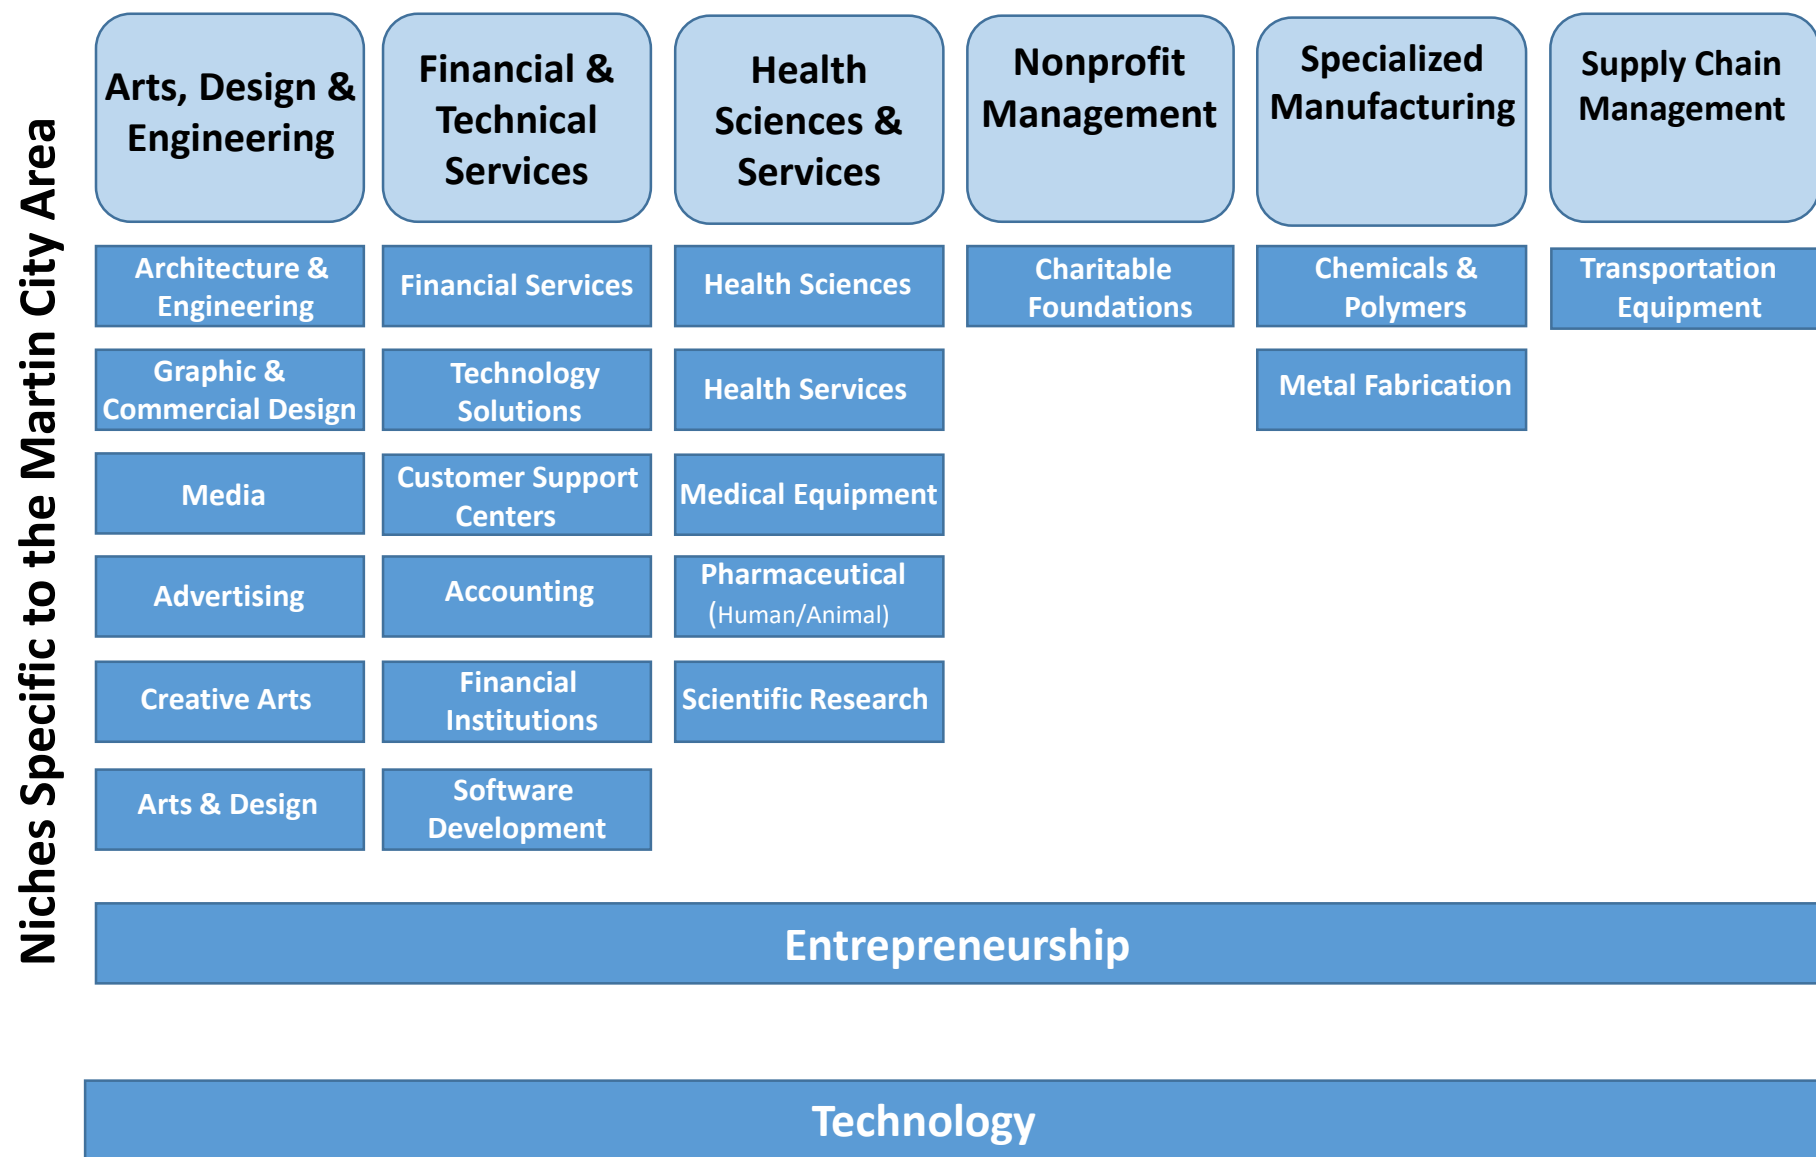 Niches Specific to the Martin City Area
Arts, Design &
Engineering
Architecture &
Engineering
Graphic &
Commercial Design
Media
Advertising
Creative Arts
Arts & Design
Financial &
Technical
Services
Financial Services
Technology
Solutions
Customer Support
Centers
Accounting
Financial
Institutions
Software
Development
Health
Sciences &
Services
Health Sciences
Health Services
Medical Equipment
Pharmaceutical
(Human/Animal)
Scientific Research
Nonprofit
Management
Charitable
Foundations
Specialized
Manufacturing
Chemicals &
Polymers
Metal Fabrication
Supply Chain
Management
Transportation
Equipment
Entrepreneurship
Technology